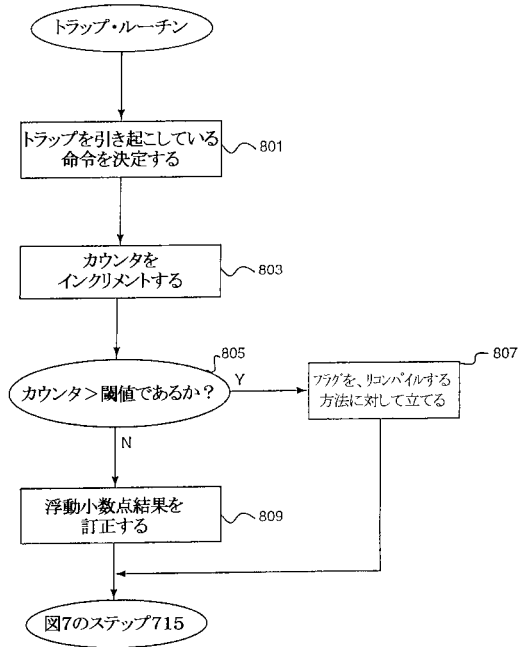 トラップ・ルーチン
トラップを引き起こしている
命令を決定する
801
カウンタを
インクリメントする
803
805
カウンタ>閾値であるか?
Y
807
フラグを、リコンパイルする
方法に対して立てる
N
浮動小数点結果を
訂正する
809
図7のステップ715